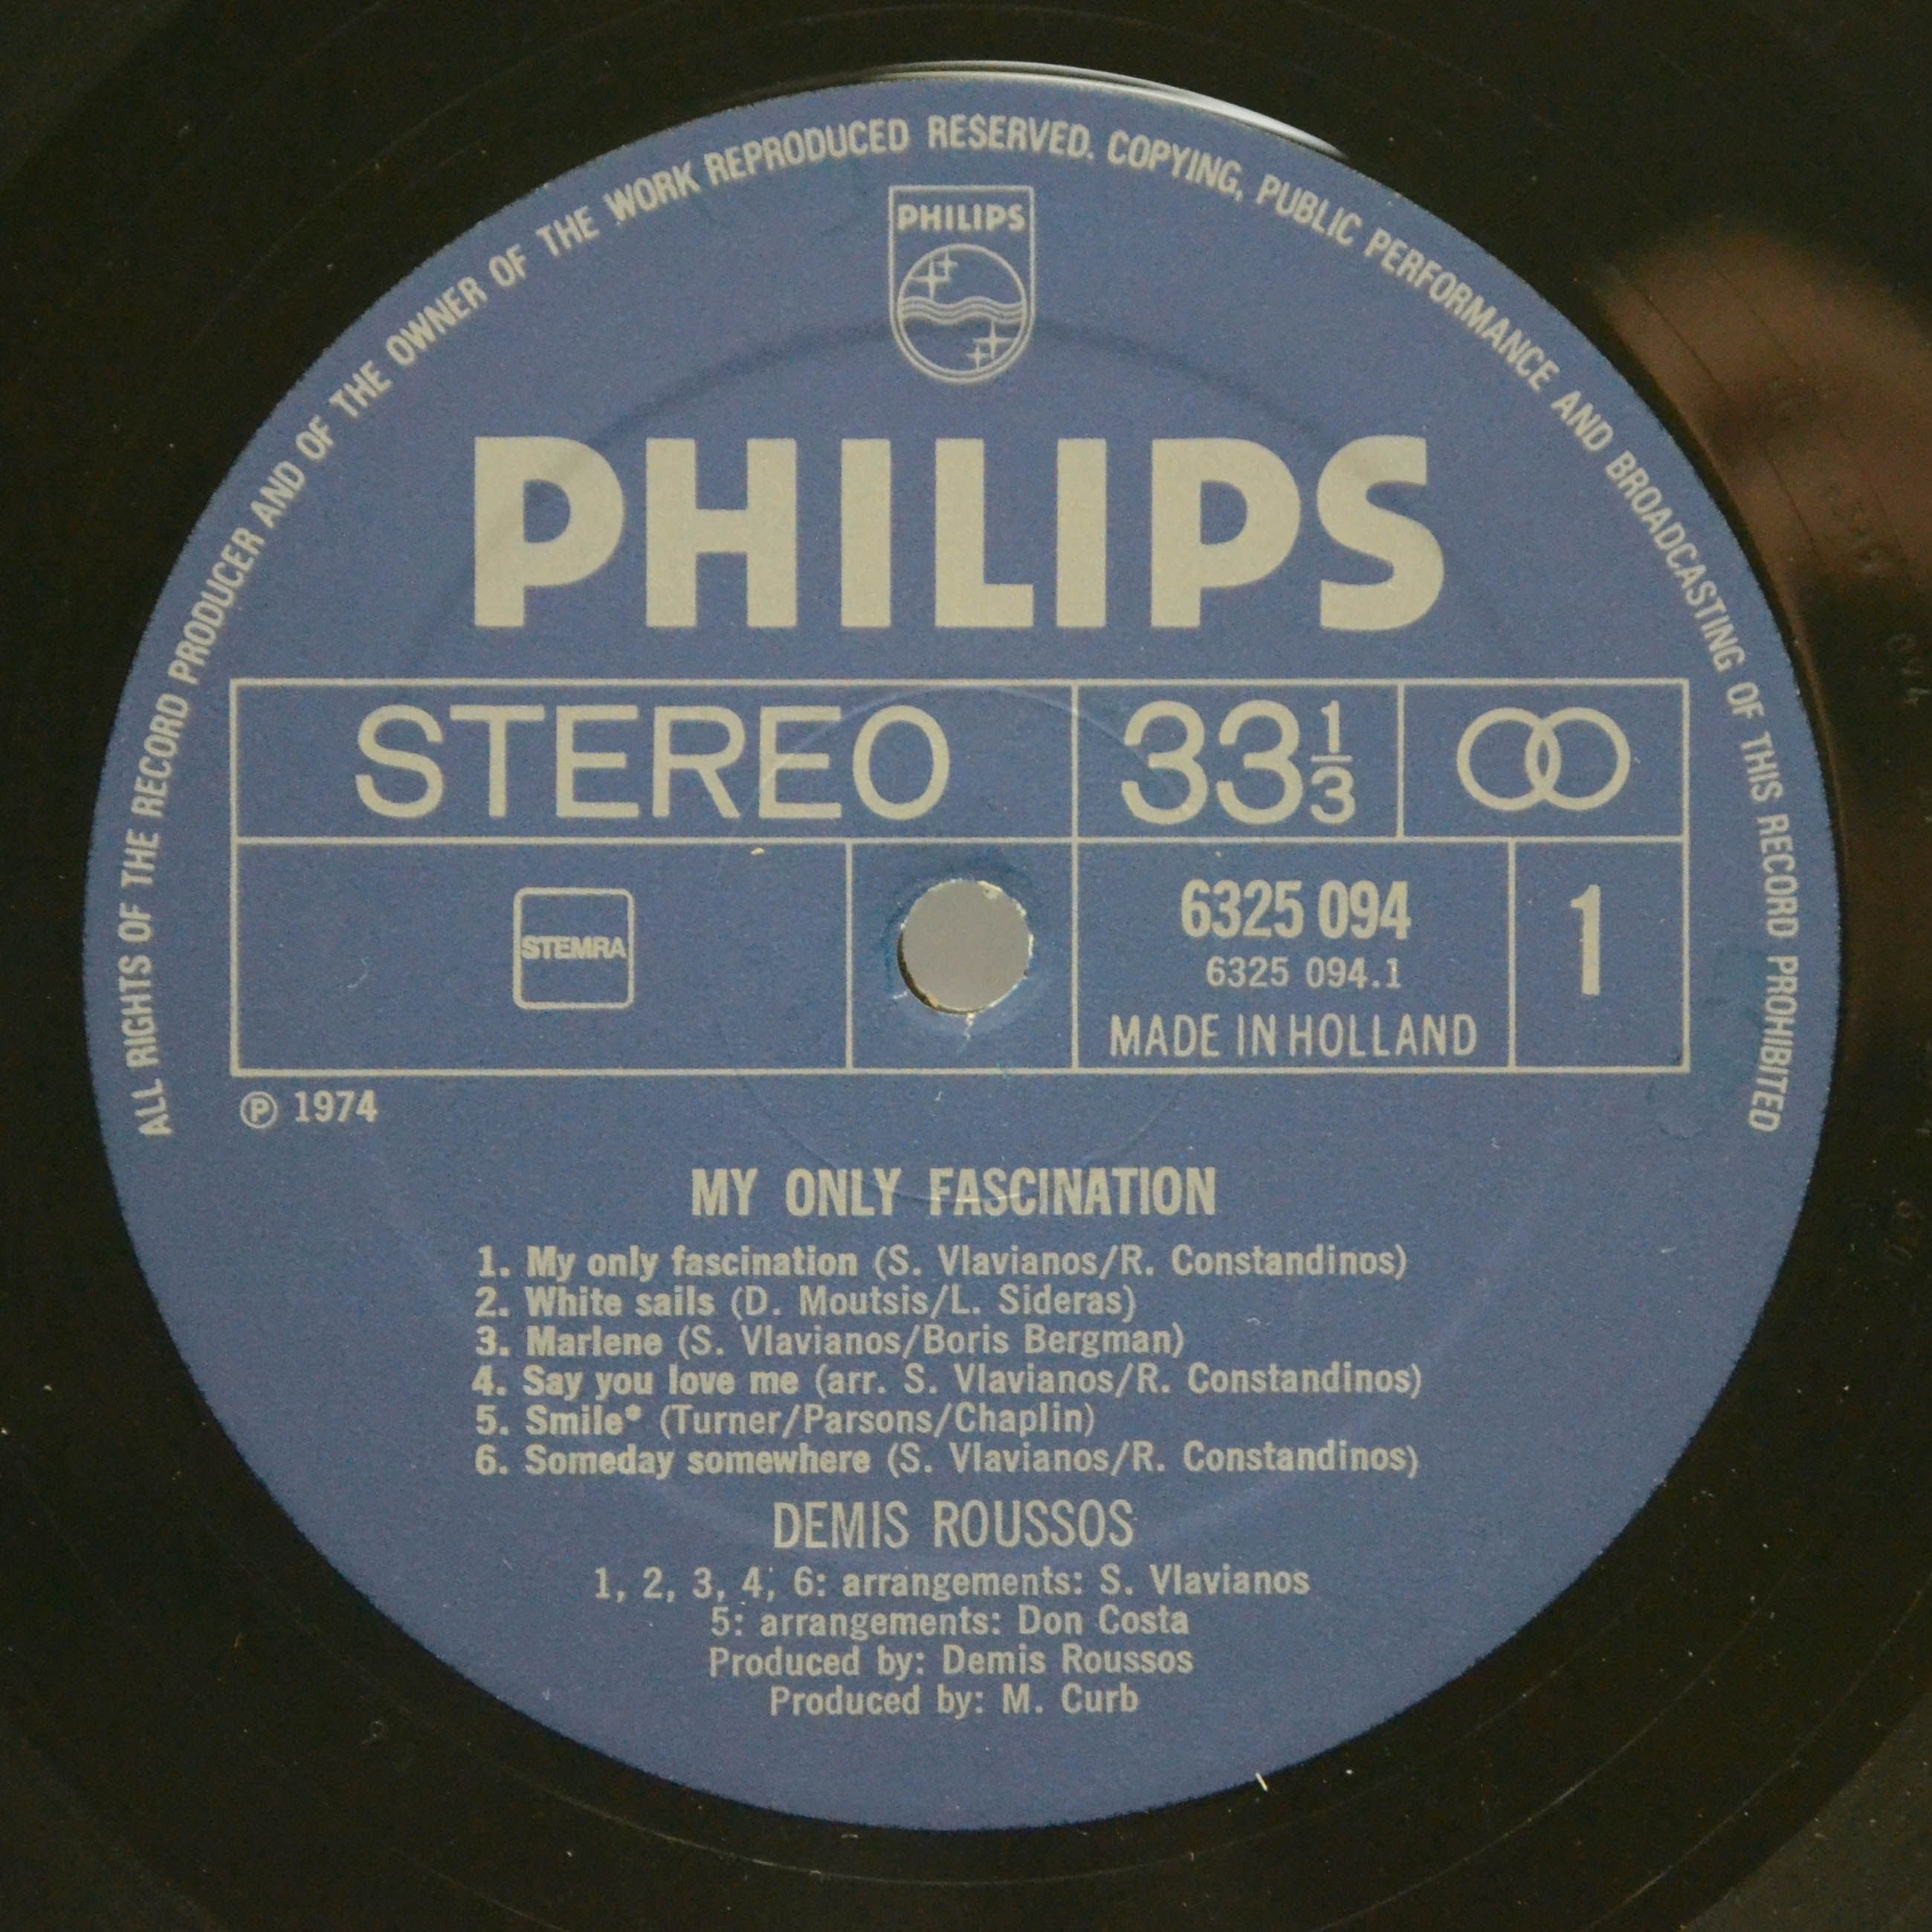 ALL RIGHTS OF THE RECORD PRODUCER AND OF THE OWNER OF THE WORK REPRODUCED RESERVED. COPYING, PUBLIC PERFORMANCE AND BROADCASTING OF THIS RECORD PROHIBITED
PHILIPS
PHILIPS
STEREO 33 1/3
STEMRA
6325 094 1
6325 094.1
MADE IN HOLLAND
Ⓟ 1974
MY ONLY FASCINATION
1. My only fascination (S. Vlavianos/R. Constandinos)
2. White sails (D. Moutsis/L. Sideras)
3. Marlene (S. Vlavianos/Boris Bergman)
4. Say you love me (arr. S. Vlavianos/R. Constandinos)
5. Smile* (Turner/Parsons/Chaplin)
6. Someday somewhere (S. Vlavianos/R. Constandinos)
DEMIS ROUSSOS
1, 2, 3, 4, 6: arrangements: S. Vlavianos
5: arrangements: Don Costa
Produced by: Demis Roussos
Produced by: M. Curb